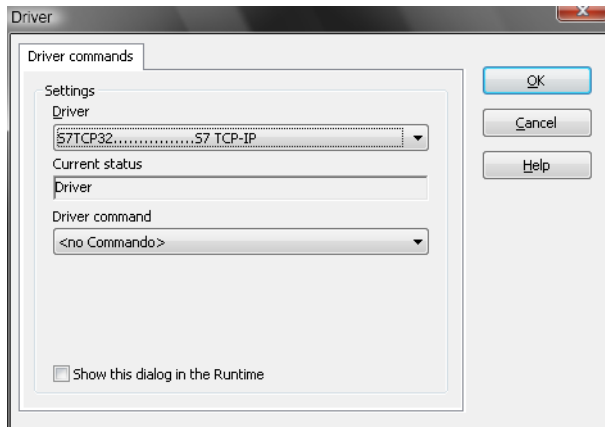 Driver
Driver commands
Settings
Driver
S7TCP32................S7 TCP-IP
Current status
Driver
Driver command
<no Commando>
Show this dialog in the Runtime
OK
Cancel
Help